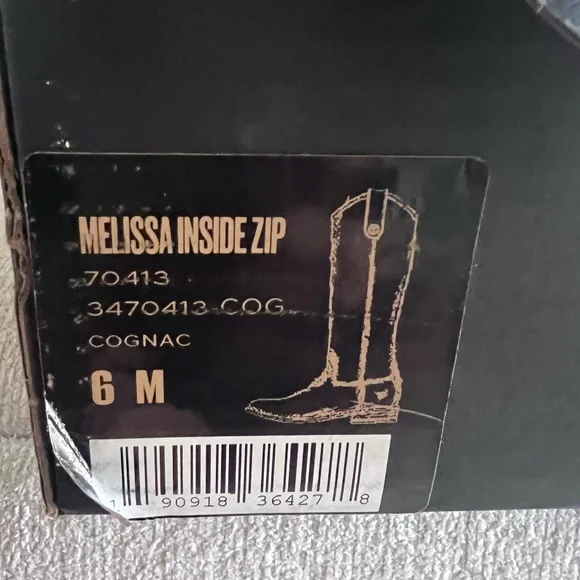 MELISSA INSIDE ZIP
70413
3470413 COG
COGNAC
6 M
1 90918 36427 8